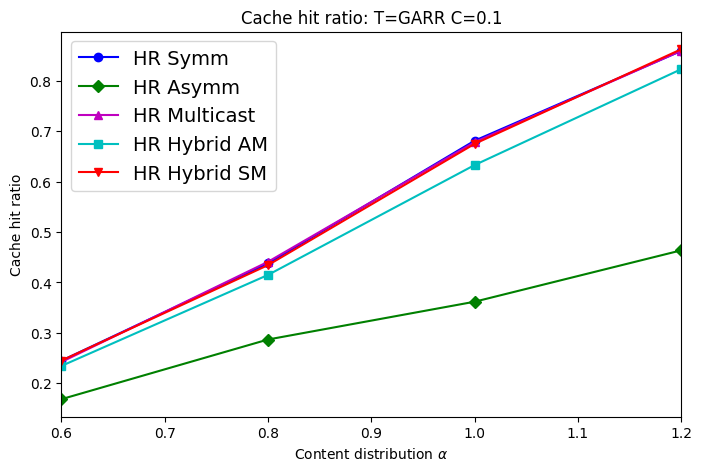 Cache hit ratio: T=GARR C=0.1
HR Symm
HR Asymm
HR Multicast
HR Hybrid AM
HR Hybrid SM
Cache hit ratio
0.8
0.7
0.6
0.5
0.4
0.3
0.2
0.6 0.7 0.8 0.9 1.0 1.1 1.2
Content distribution α